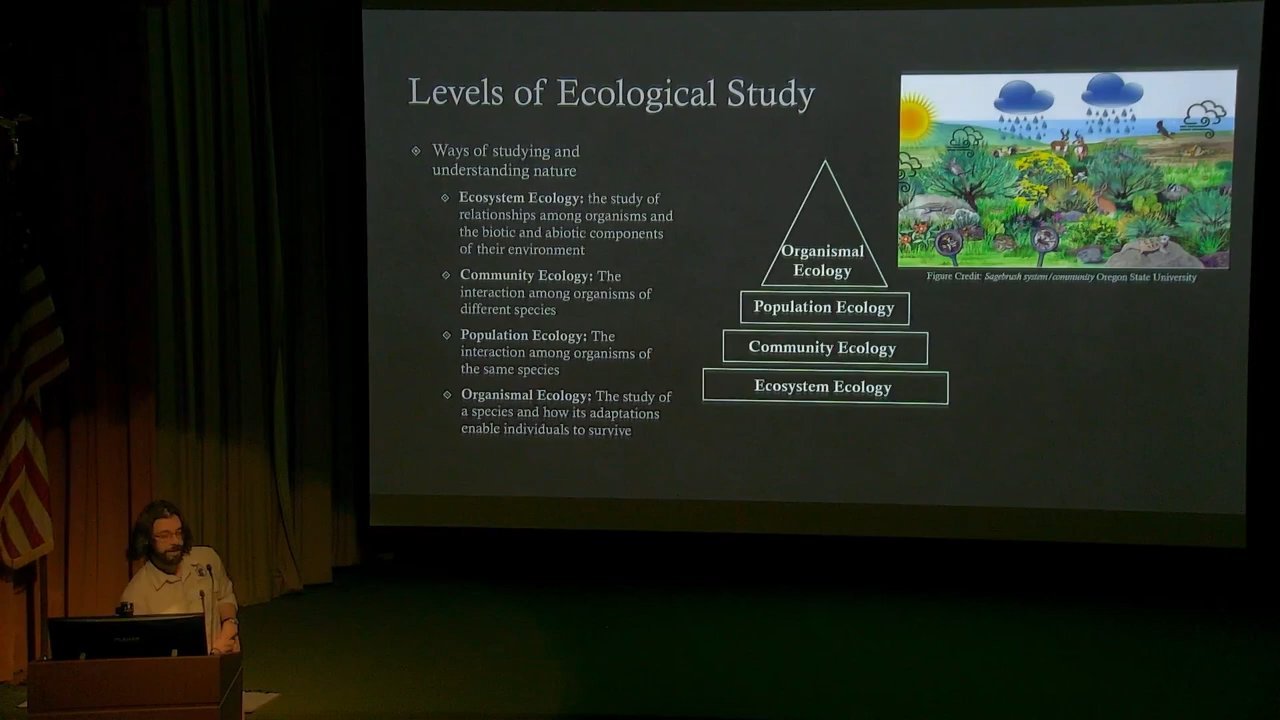 Levels of Ecological Study
Ways of studying and
understanding nature
Ecosystem Ecology: the study of
relationships among organisms and
the biotic and abiotic components
of their environment
Community Ecology: The
interaction among organisms of
different species
Population Ecology: The
interaction among organisms of
the same species
Organismal Ecology: The study of
a species and how its adaptations
enable individuals to survive
Organismal
Ecology
Population Ecology
Community Ecology
Ecosystem Ecology
Figure Credit: Sagebrush system/community Oregon State University